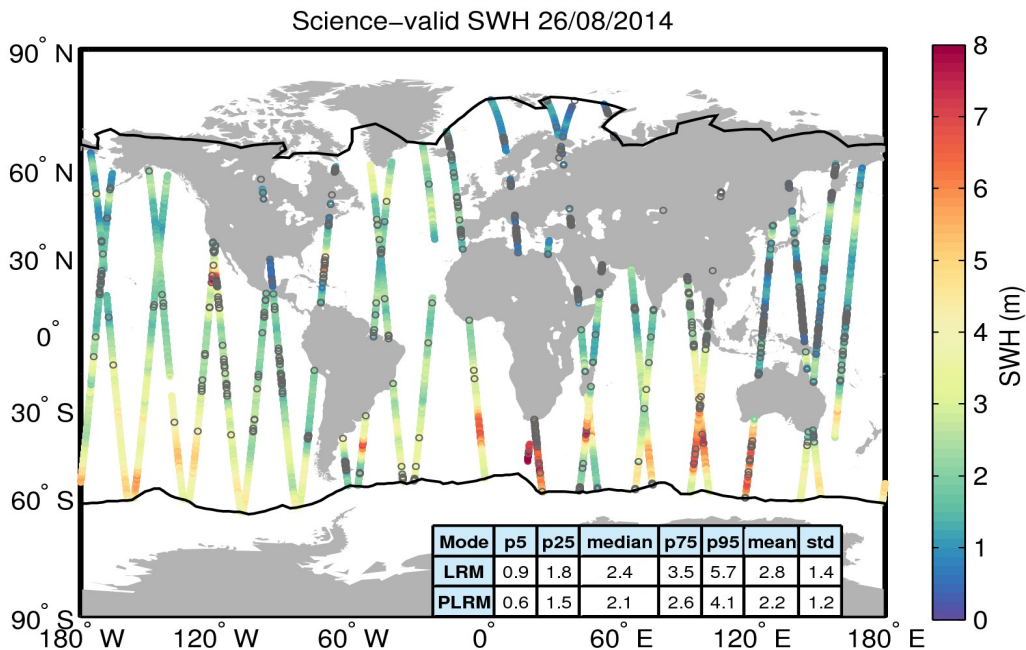 Science−valid SWH 26/08/2014
90° N
60° N
30° N
0°
30° S
60° S
90° S
180° W
120° W
60° W
0°
60° E
120° E
180° E
Mode p5 p25 median p75 p95 mean std
LRM 0.9 1.8 2.4 3.5 5.7 2.8 1.4
PLRM 0.6 1.5 2.1 2.6 4.1 2.2 1.2
8
7
6
5
4
3
2
1
0
SWH (m)